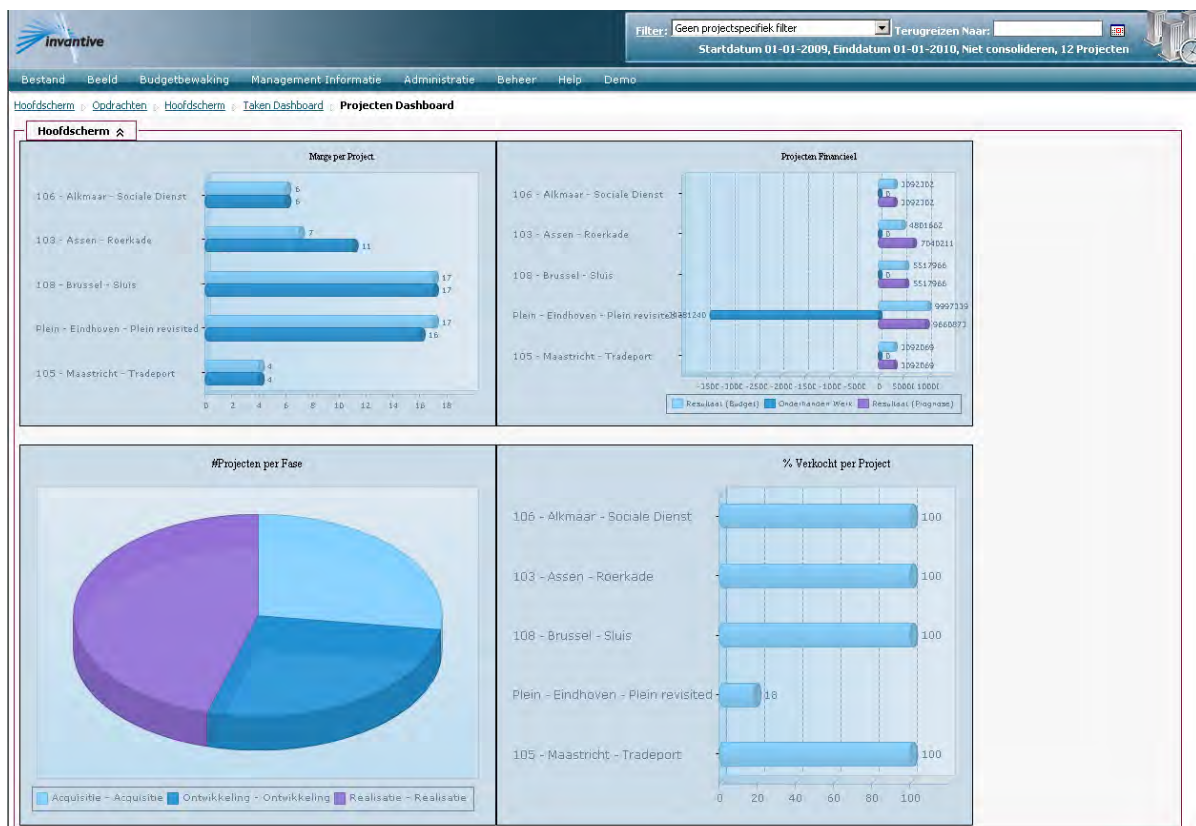 invantive
Filter: Geen projectspecifiek filter Terugreizen Naar:
Startdatum 01-01-2009, Einddatum 01-01-2010, Niet consolideren, 12 Projecten
Bestand Beeld Budgetbewaking Management Informatie Administratie Beheer Help Demo
Hoofdscherm Opdrachten Hoofdscherm Taken Dashboard Projecten Dashboard
Hoofdscherm
Marge per Project
106 - Alkmaar - Sociale Dienst
6
6
103 - Assen - Roerkade
7
11
108 - Brussel - Sluis
17
17
Plein - Eindhoven - Plein revisited
17
16
105 - Maastricht - Tradeport
4
4
0 2 4 6 8 10 12 14 16 18
Projecten Financieel
106 - Alkmaar - Sociale Dienst
3092302
0
3092302
103 - Assen - Roerkade
4801662
0
7040211
108 - Brussel - Sluis
5517966
0
5517966
Plein - Eindhoven - Plein revisited
9997339
9660873
105 - Maastricht - Tradeport
3092069
0
3092069
0
Resultaat (Budget) Onderhanden Werk Resultaat (Prognose)
#Projecten per Fase
Acquisitie - Acquisitie Ontwikkeling - Ontwikkeling Realisatie - Realisatie
% Verkocht per Project
106 - Alkmaar - Sociale Dienst
100
103 - Assen - Roerkade
100
108 - Brussel - Sluis
100
Plein - Eindhoven - Plein revisited
18
105 - Maastricht - Tradeport
100
0 20 40 60 80 100